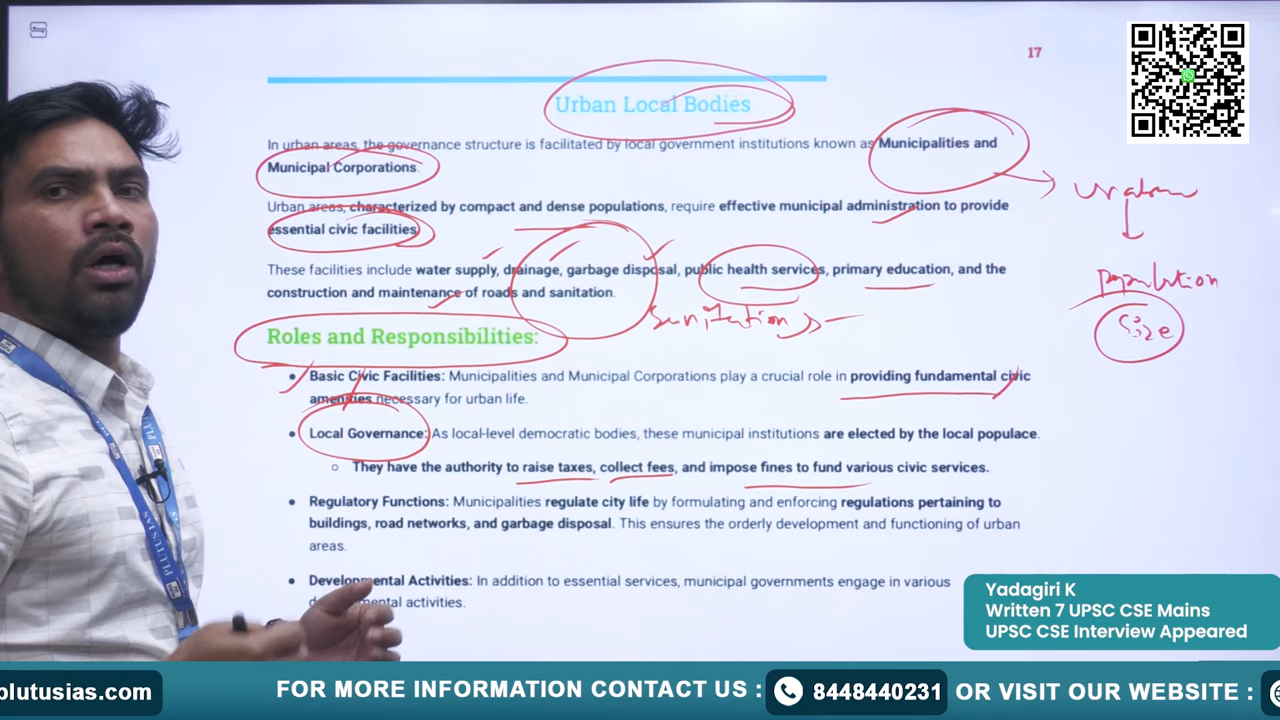 17
Urban Local Bodies
In urban areas, the governance structure is facilitated by local government institutions known as Municipalities and
Municipal Corporations.
Urban areas, characterized by compact and dense populations, require effective municipal administration to provide
essential civic facilities.
These facilities include water supply, drainage, garbage disposal, public health services, primary education, and the
construction and maintenance of roads and sanitation.
Sanitation
population
Size
Roles and Responsibilities:
• Basic Civic Facilities: Municipalities and Municipal Corporations play a crucial role in providing fundamental civic
amenities necessary for urban life.
• Local Governance: As local-level democratic bodies, these municipal institutions are elected by the local populace.
○ They have the authority to raise taxes, collect fees, and impose fines to fund various civic services.
• Regulatory Functions: Municipalities regulate city life by formulating and enforcing regulations pertaining to
buildings, road networks, and garbage disposal. This ensures the orderly development and functioning of urban
areas.
• Developmental Activities: In addition to essential services, municipal governments engage in various
developmental activities.
PLUTUS IAS
Yadagiri K
Written 7 UPSC CSE Mains
UPSC CSE Interview Appeared
plutusias.com
FOR MORE INFORMATION CONTACT US :
8448440231
OR VISIT OUR WEBSITE :